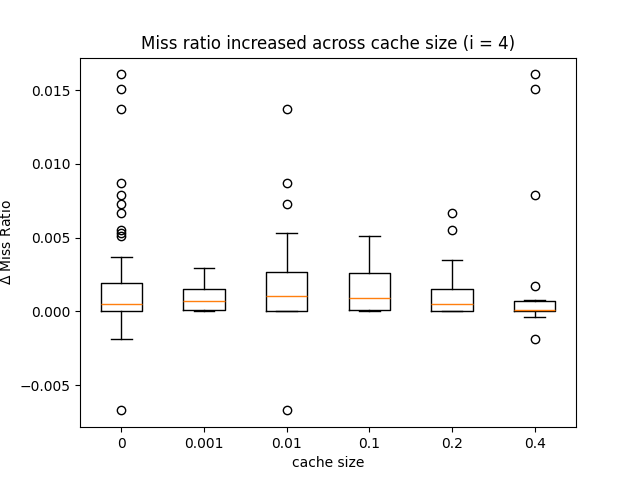 Miss ratio increased across cache size (i = 4)
Δ Miss Ratio
0.015
0.010
0.005
0.000
−0.005
0 0.001 0.01 0.1 0.2 0.4
cache size